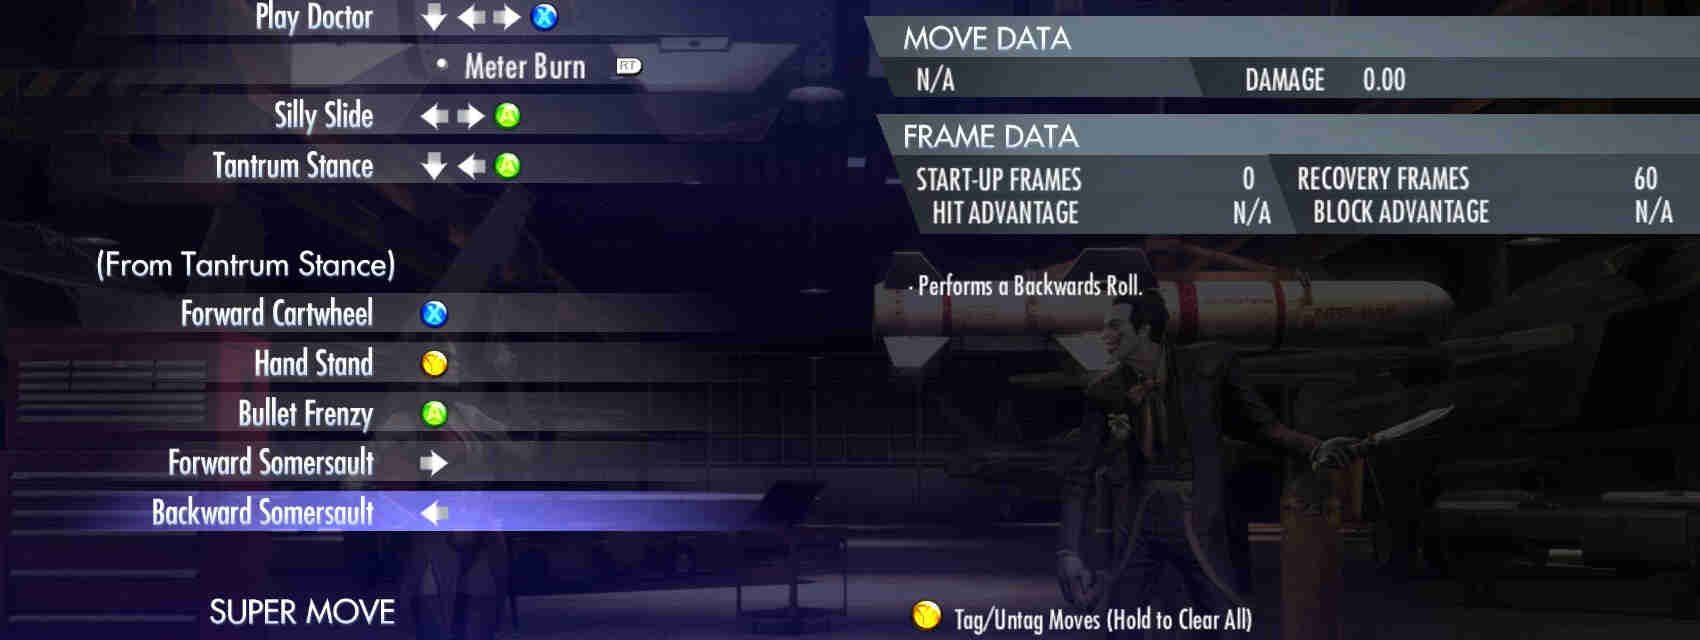 Play Doctor X
• Meter Burn RT
Silly Slide A
Tantrum Stance A
(From Tantrum Stance)
Forward Cartwheel X
Hand Stand Y
Bullet Frenzy A
Forward Somersault
Backward Somersault
SUPER MOVE
MOVE DATA
N/A DAMAGE 0.00
FRAME DATA
START-UP FRAMES 0 RECOVERY FRAMES 60
HIT ADVANTAGE N/A BLOCK ADVANTAGE N/A
· Performs a Backwards Roll.
Y Tag/Untag Moves (Hold to Clear All)